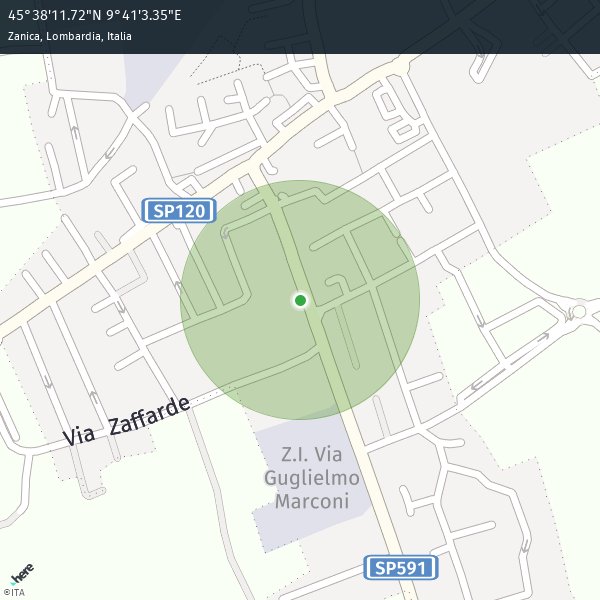 45°38'11.72"N 9°41'3.35"E
Zanica, Lombardia, Italia
SP120
Via Zaffarde
Z.I. Via
Guglielmo
Marconi
SP591
here
©ITA